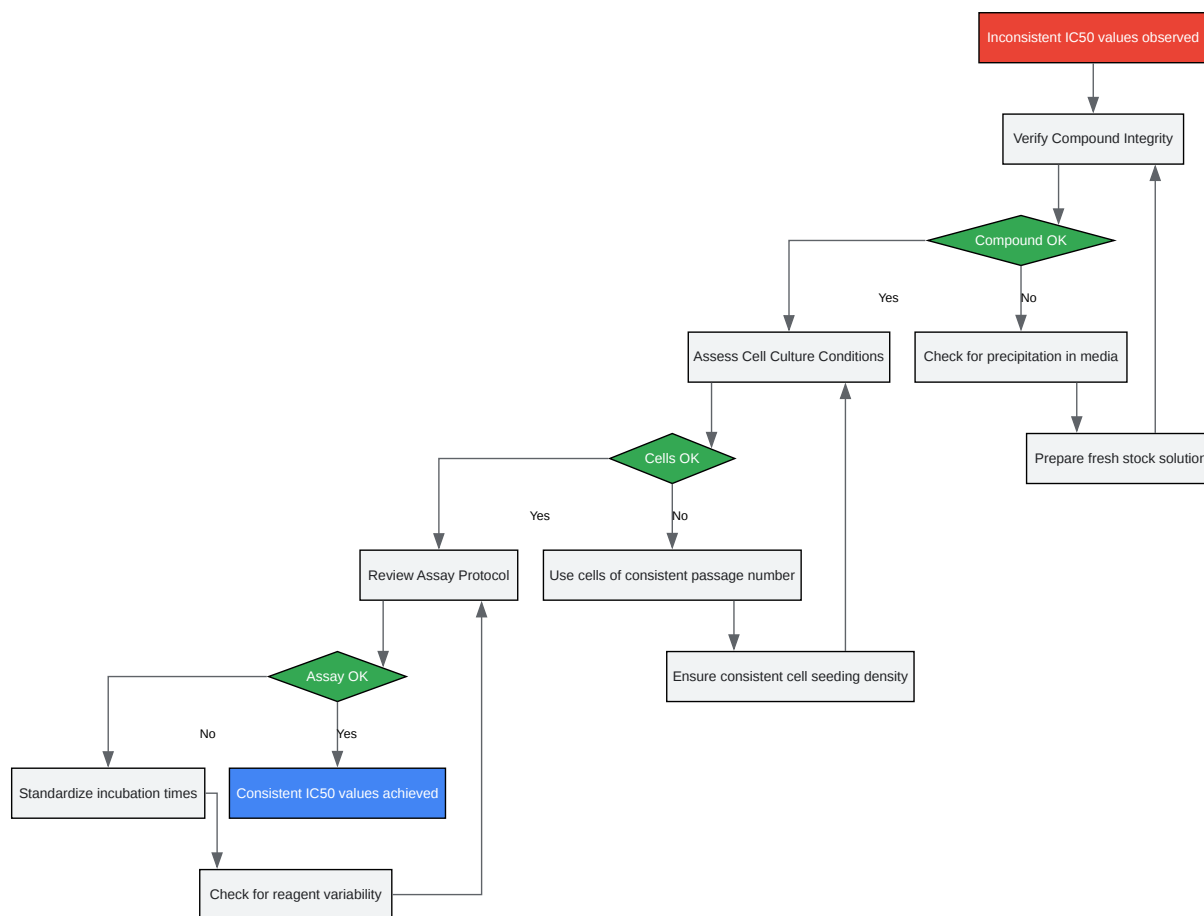 Inconsistent IC50 values observed
Verify Compound Integrity
Compound OK
Yes
No
Assess Cell Culture Conditions
Check for precipitation in media
Cells OK
Prepare fresh stock solution
Yes
No
Review Assay Protocol
Use cells of consistent passage number
Assay OK
Ensure consistent cell seeding density
No
Yes
Standardize incubation times
Consistent IC50 values achieved
Check for reagent variability